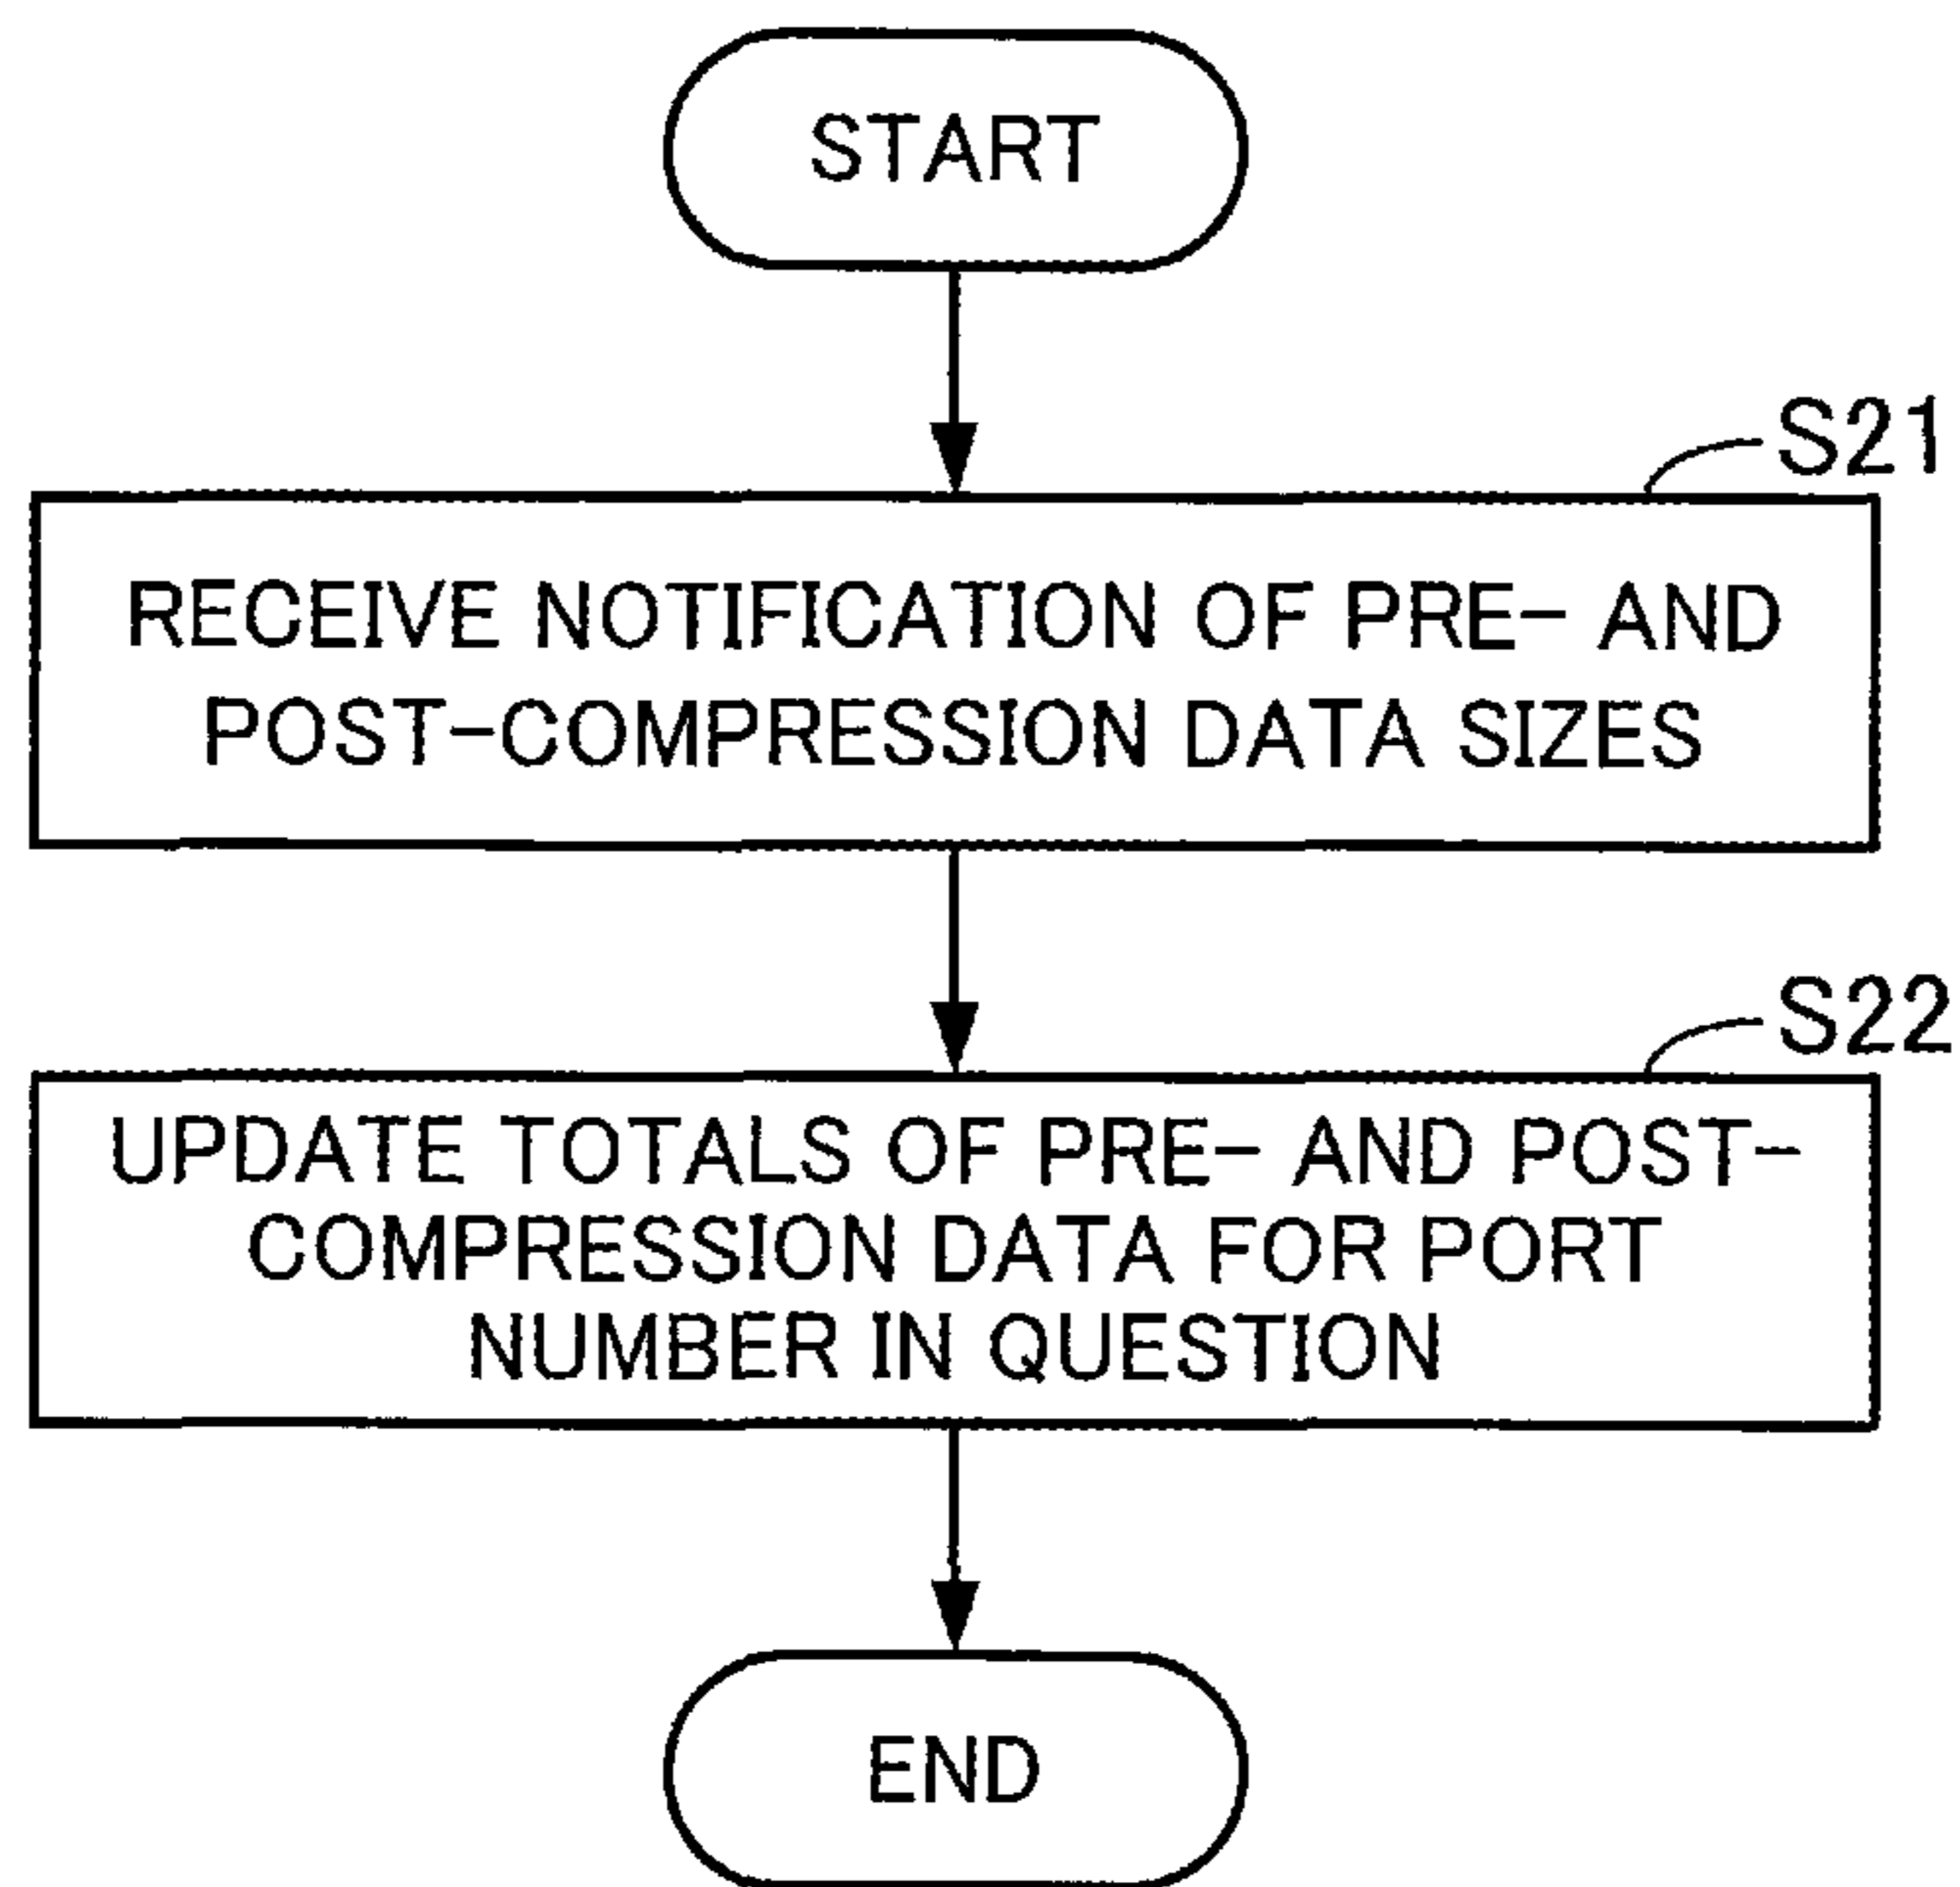 START
S21
RECEIVE NOTIFICATION OF PRE- AND
POST-COMPRESSION DATA SIZES
S22
UPDATE TOTALS OF PRE- AND POST-
COMPRESSION DATA FOR PORT
NUMBER IN QUESTION
END